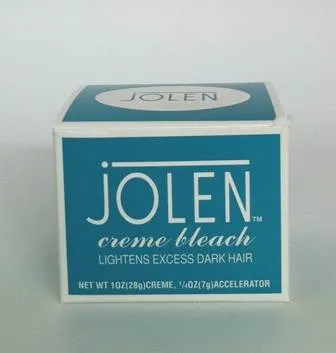 JOLEN
JOLEN™
creme bleach
LIGHTENS EXCESS DARK HAIR
NET WT 1OZ(28g)CREME, ¼OZ(7g)ACCELERATOR